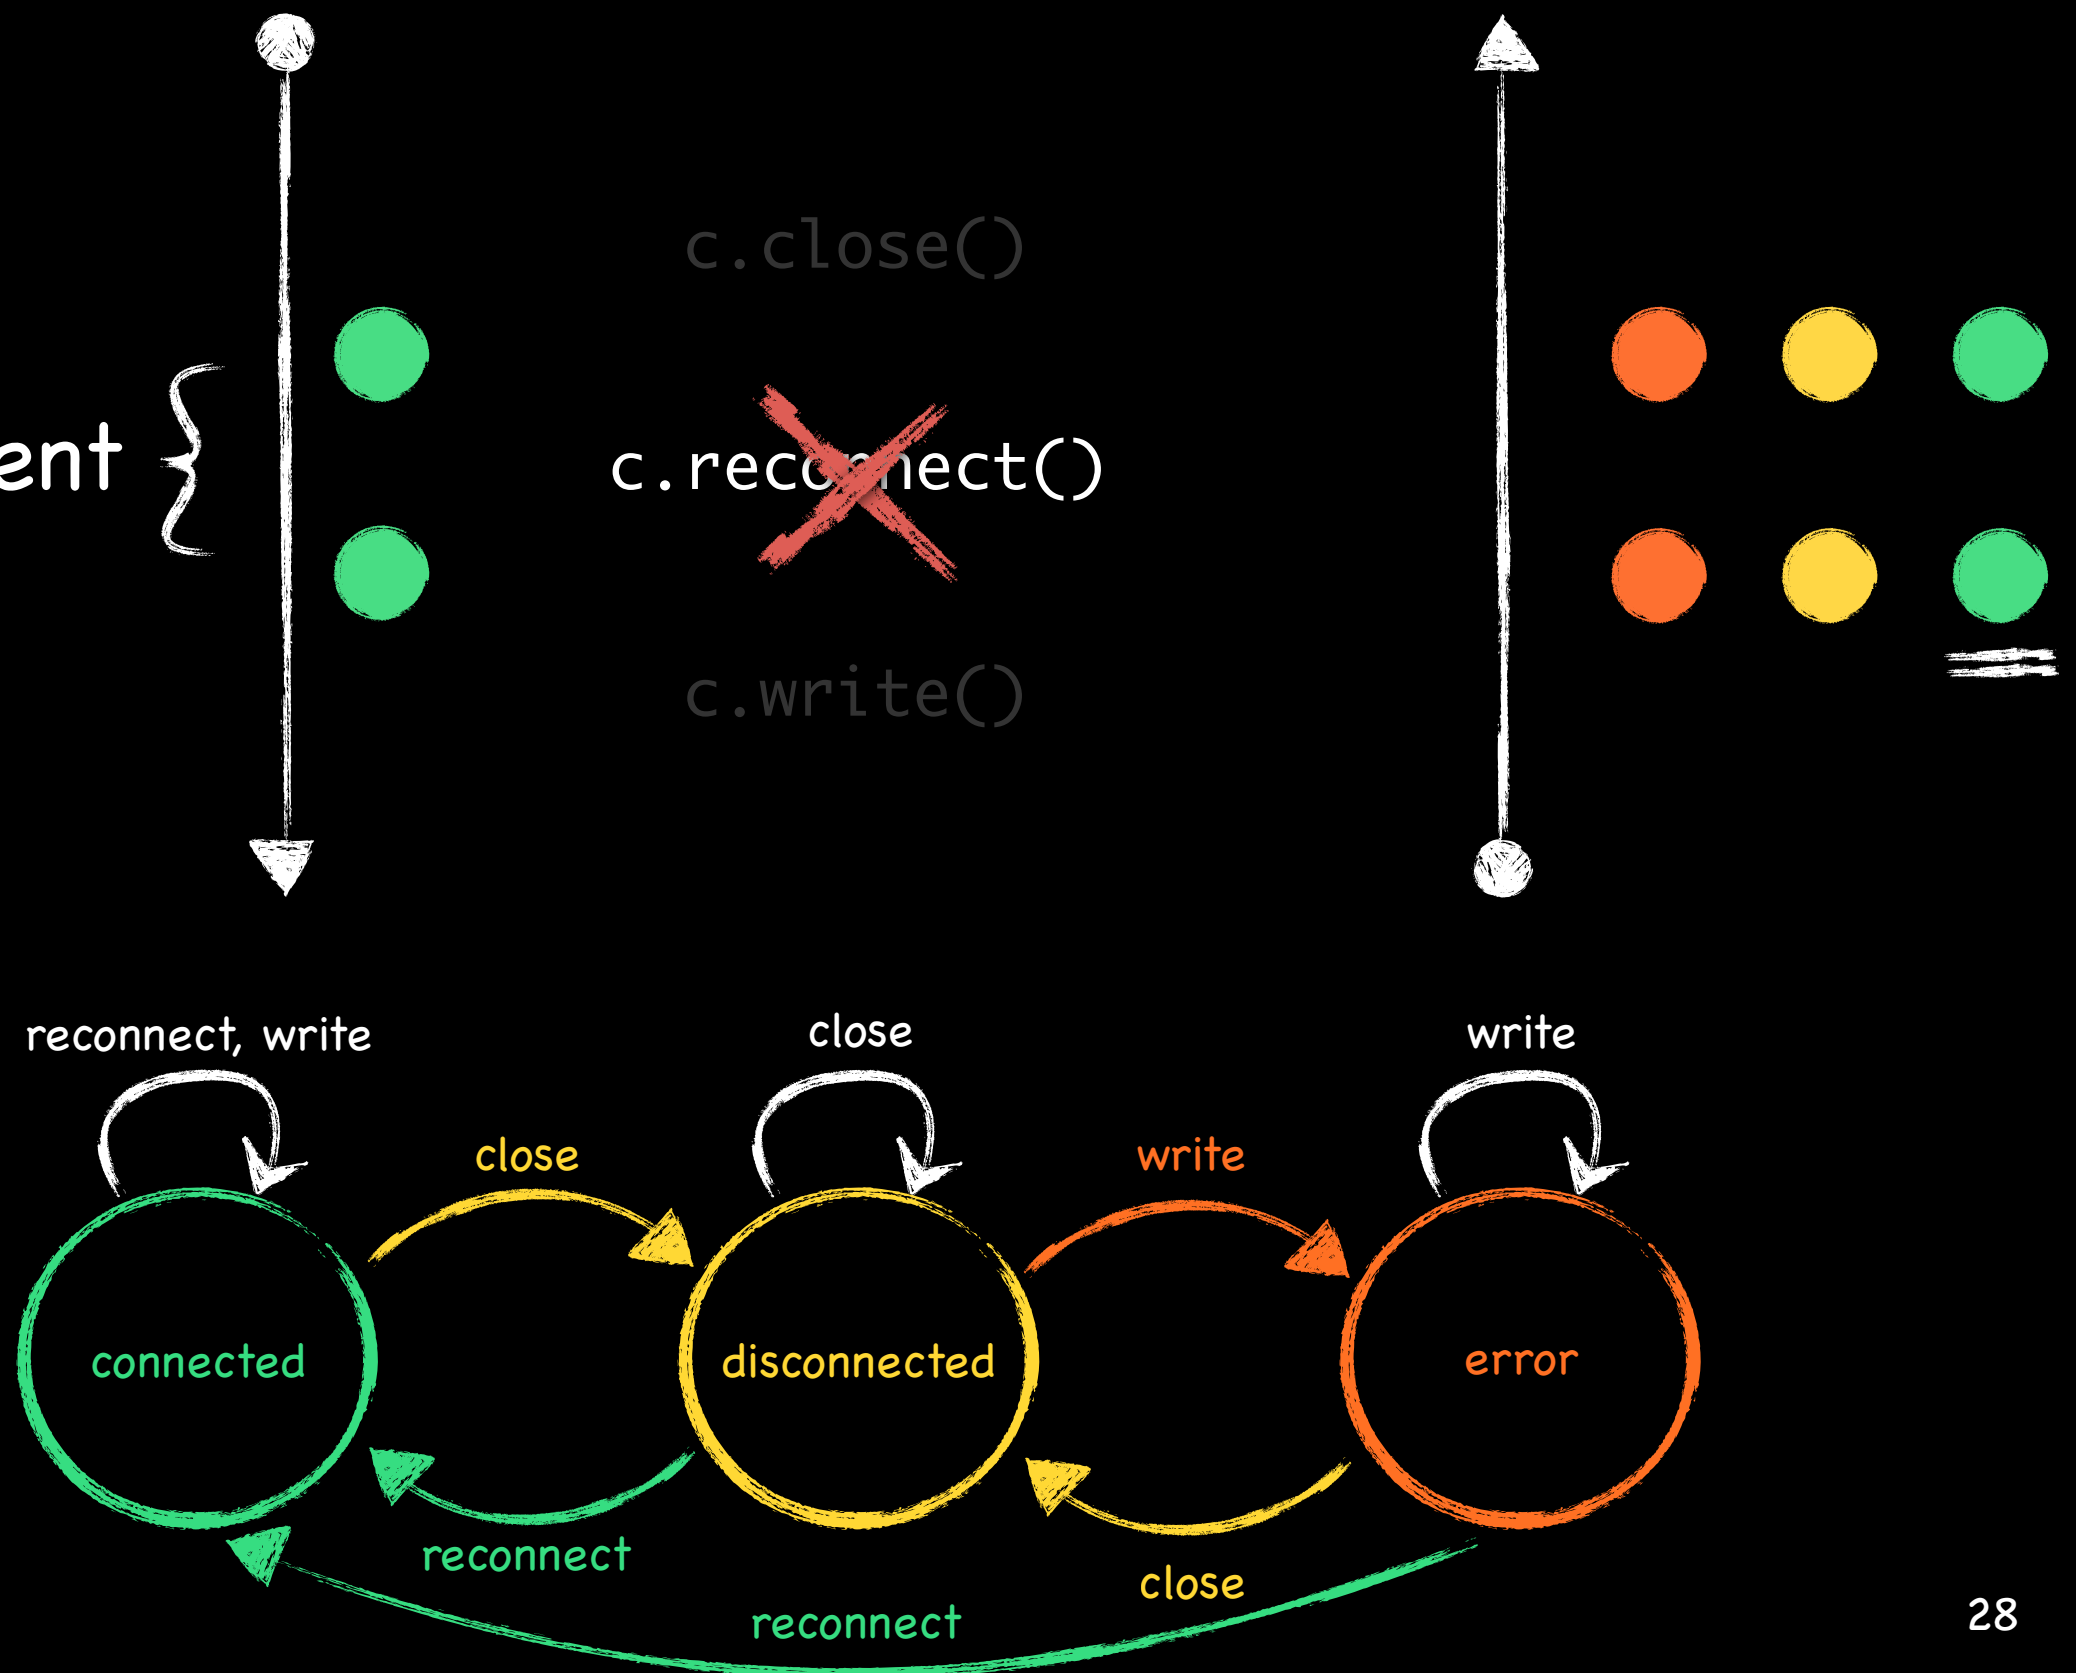 c.close()
ent
c.reconnect()
c.write()
reconnect, write
close
write
close
write
connected
disconnected
error
reconnect
close
reconnect
28